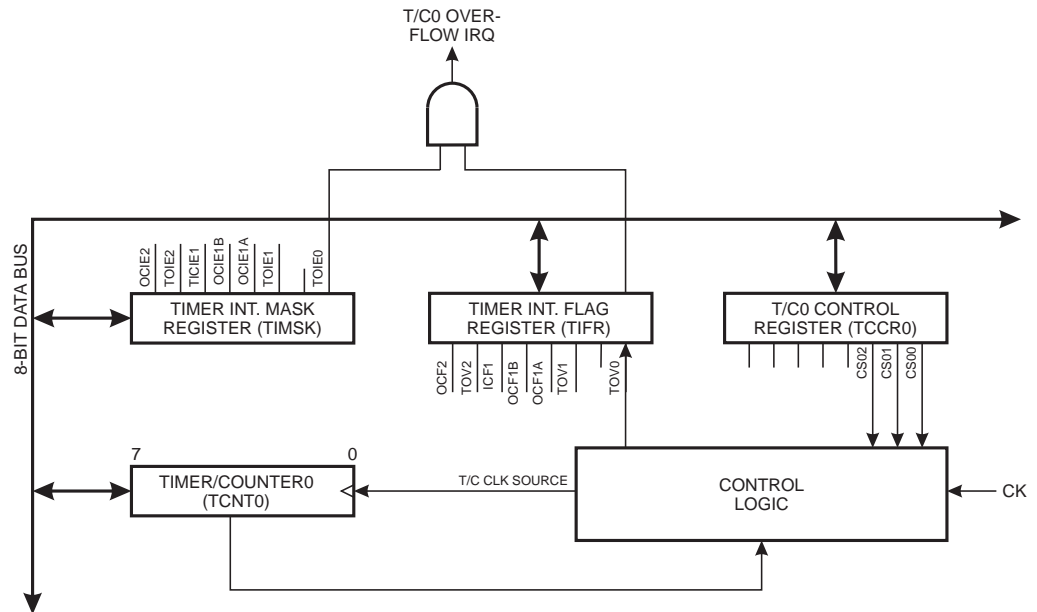 T/C0 OVER-
FLOW IRQ
8-BIT DATA BUS
OCIE2
TOIE2
TICIE1
OCIE1B
OCIE1A
TOIE1
TOIE0
TIMER INT. MASK
REGISTER (TIMSK)
TIMER INT. FLAG
REGISTER (TIFR)
T/C0 CONTROL
REGISTER (TCCR0)
OCF2
TOV2
ICF1
OCF1B
OCF1A
TOV1
TOV0
CS02
CS01
CS00
7
0
TIMER/COUNTER0
(TCNT0)
T/C CLK SOURCE
CONTROL
LOGIC
CK